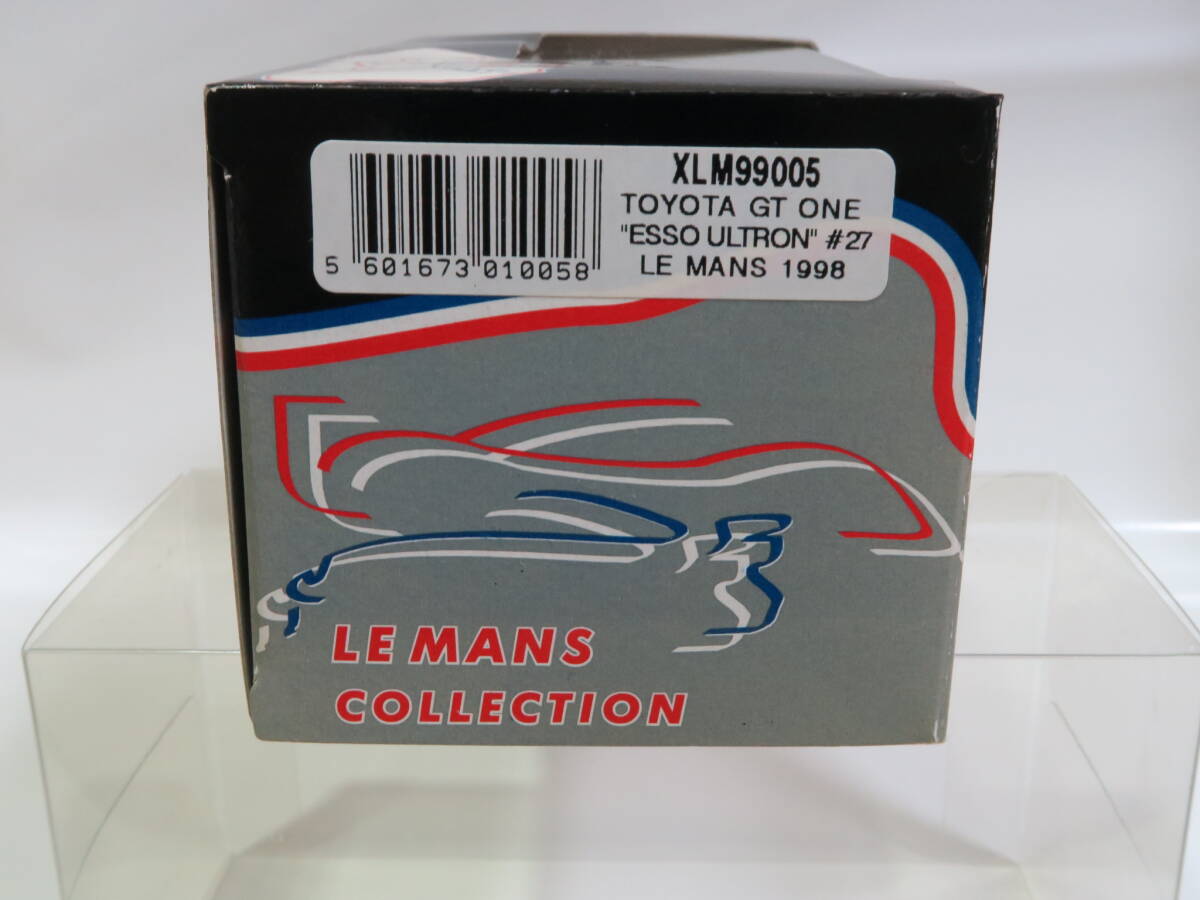 XLM99005
TOYOTA GT ONE
"ESSO ULTRON" #27
LE MANS 1998
5 601673 010058
LE MANS
COLLECTION